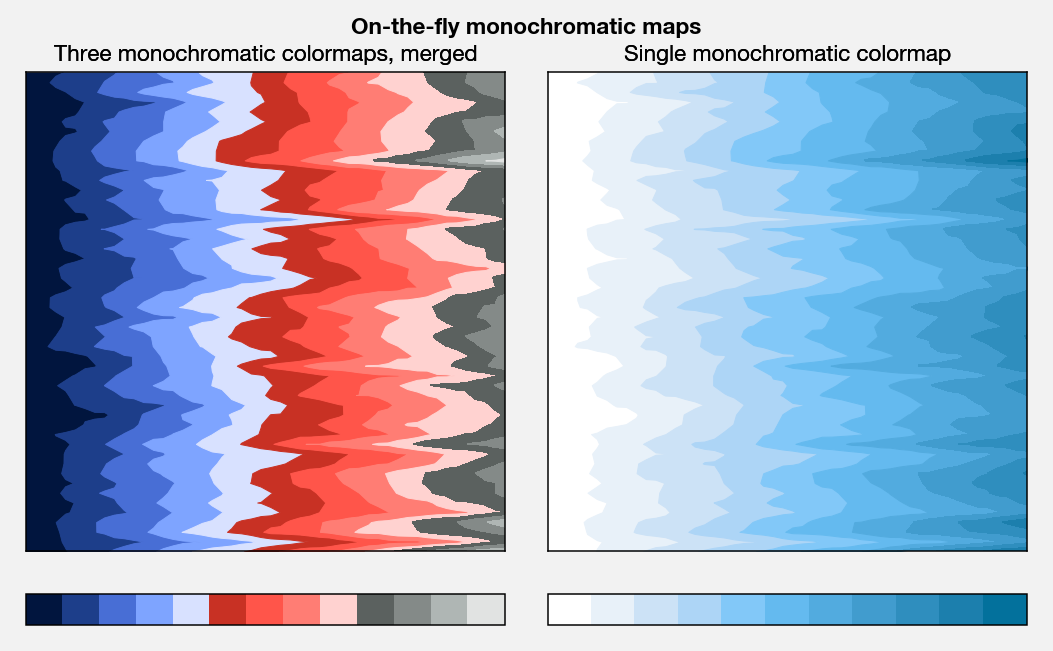 On-the-fly monochromatic maps
Three monochromatic colormaps, merged
Single monochromatic colormap